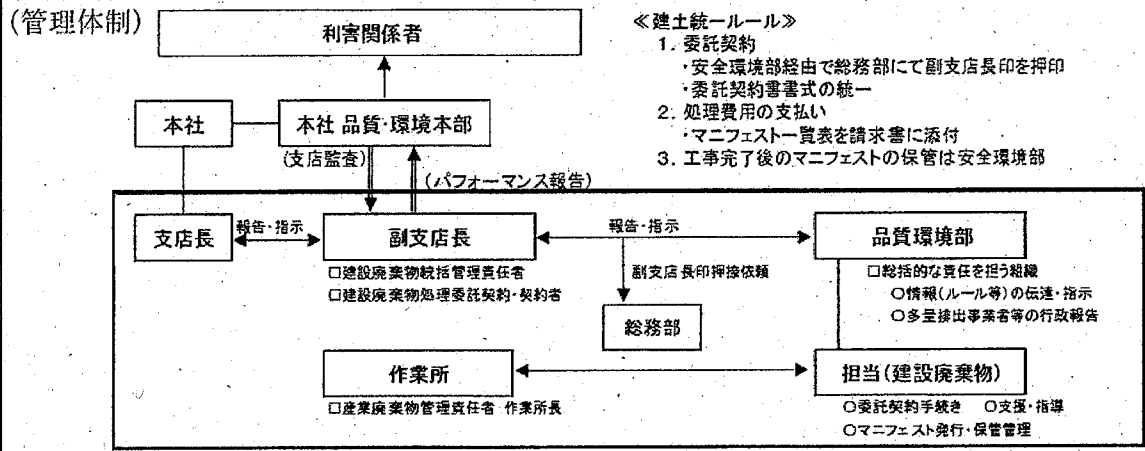 (管理体制)
利害関係者
≪建土統一ルール≫
1. 委託契約
・安全環境部経由で総務部にて副支店長印を押印
・委託契約書書式の統一
2. 処理費用の支払い
・マニフェスト一覧表を請求書に添付
3. 工事完了後のマニフェストの保管は安全環境部
本社
本社 品質・環境本部
(支店監査)
(パフォーマンス報告)
支店長
報告・指示
副支店長
報告・指示
品質環境部
□建設廃棄物統括管理責任者
□建設廃棄物処理委託契約・契約者
副支店長印押捺依頼
□総括的な責任を担う組織
○情報(ルール等)の伝達・指示
○多量排出事業者等の行政報告
総務部
作業所
担当(建設廃棄物)
□産業廃棄物管理責任者 作業所長
○委託契約手続き ○支援・指導
○マニフェスト発行・保管管理